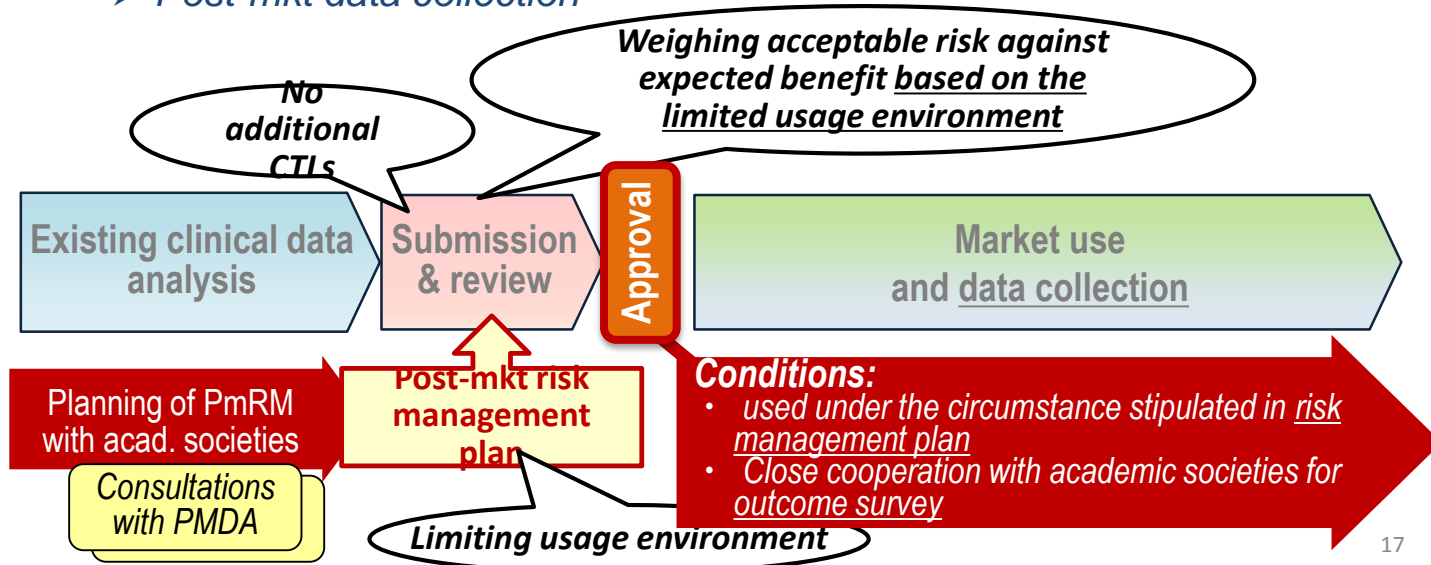 ➢ Post-mkt data collection
Weighing acceptable risk against
expected benefit based on the
limited usage environment
No
additional
CTLs
Existing clinical data
analysis
Submission
& review
Approval
Market use
and data collection
Planning of PmRM
with acad. societies
Post-mkt risk
management
plan
Conditions:
• used under the circumstance stipulated in risk
management plan
• Close cooperation with academic societies for
outcome survey
Consultations
with PMDA
Limiting usage environment
17